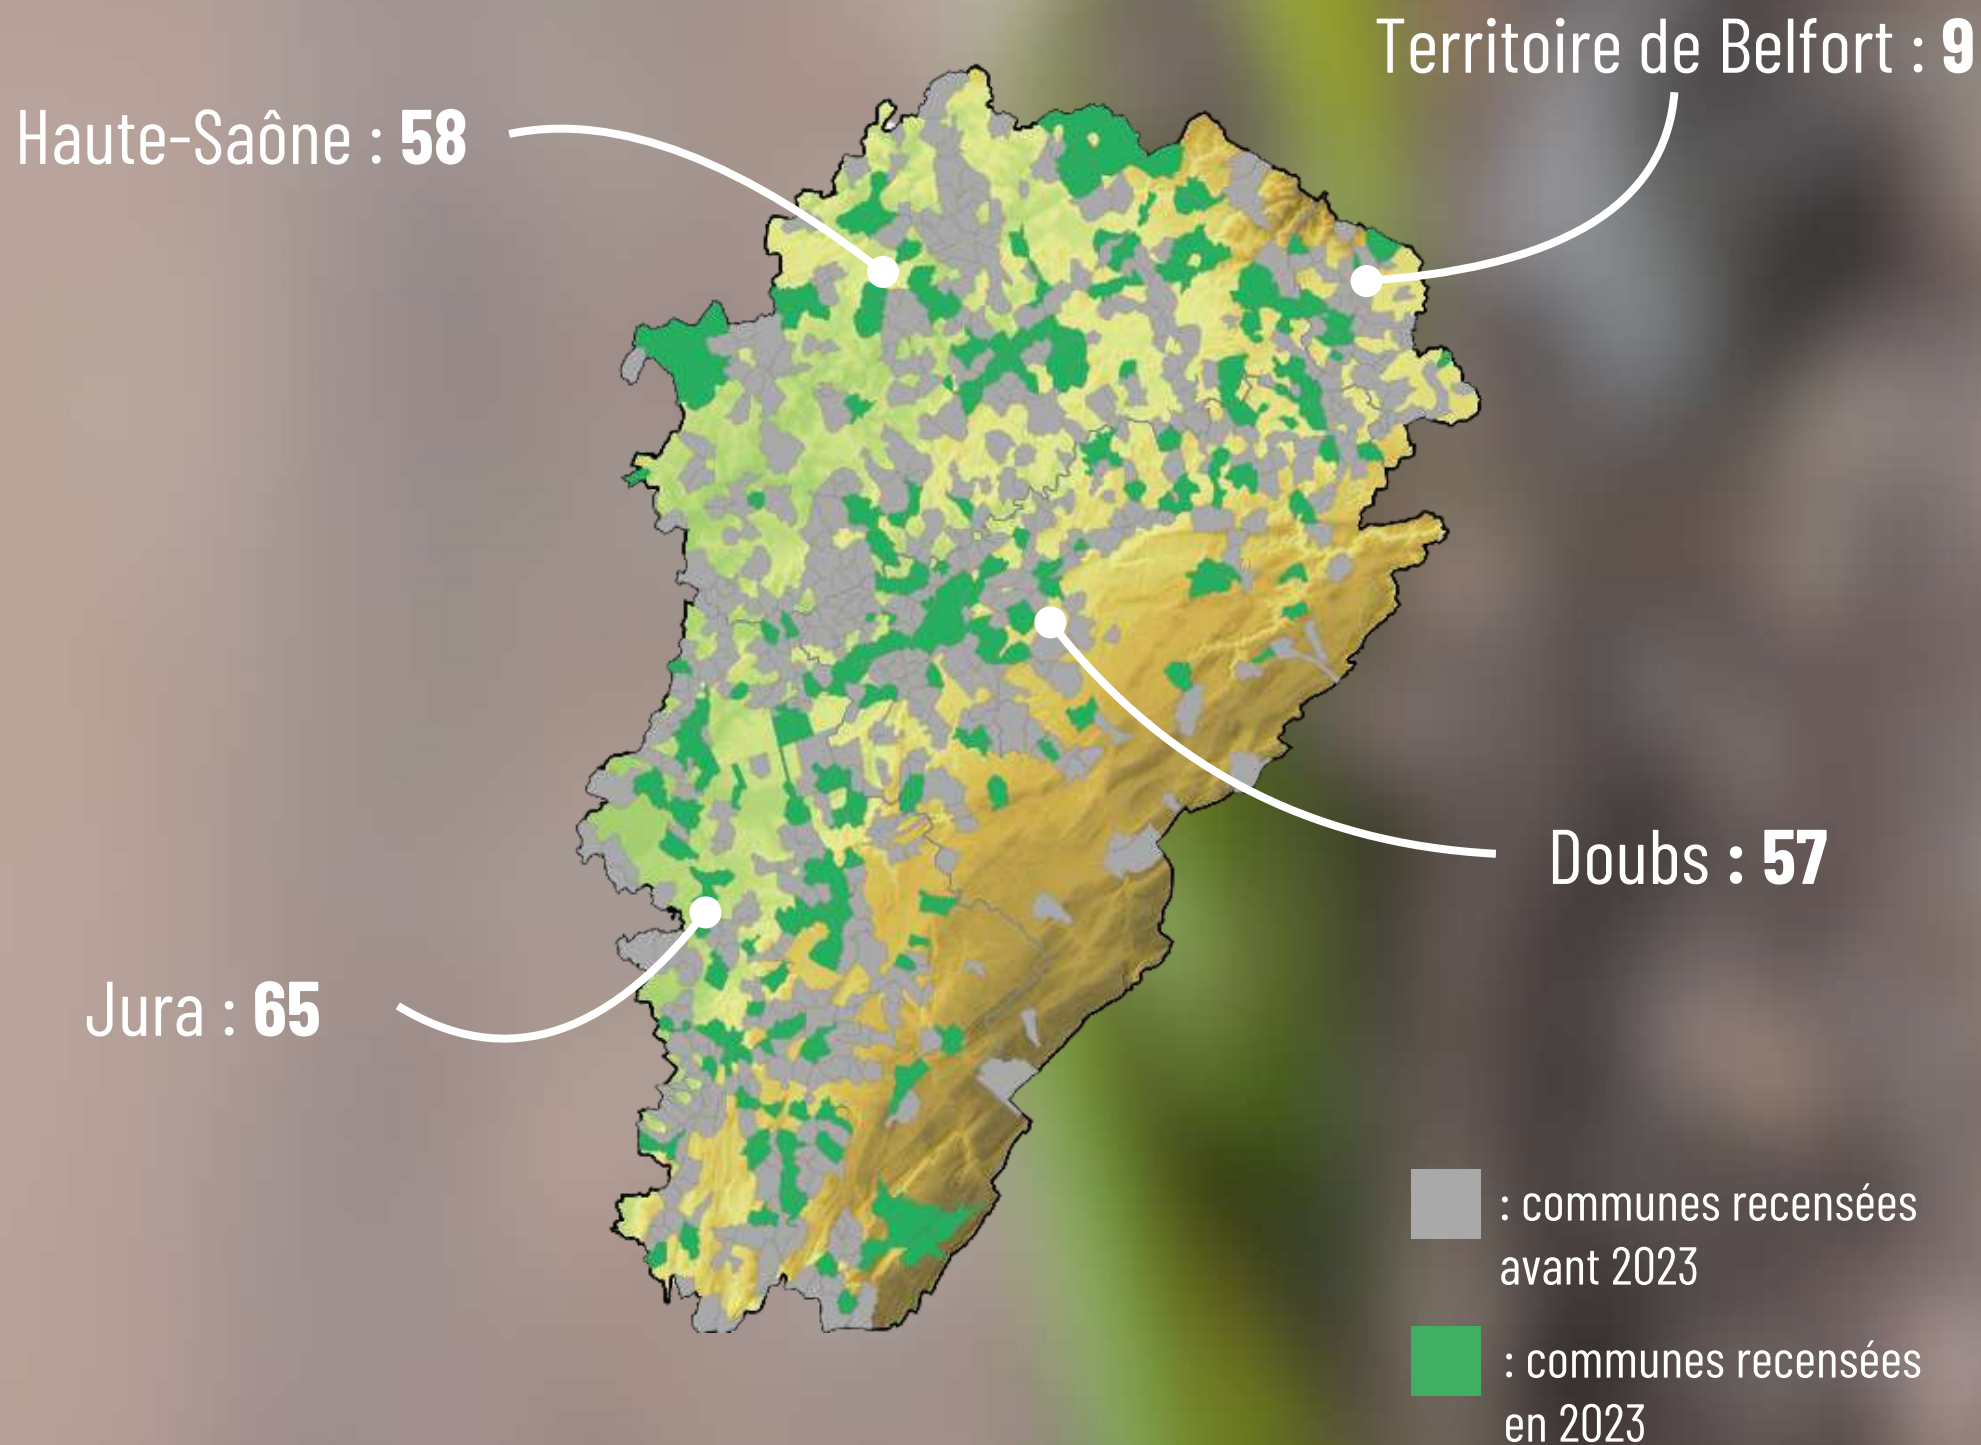 Territoire de Belfort : 9
Haute-Saône : 58
Doubs : 57
Jura : 65
: communes recensées
avant 2023
: communes recensées
en 2023